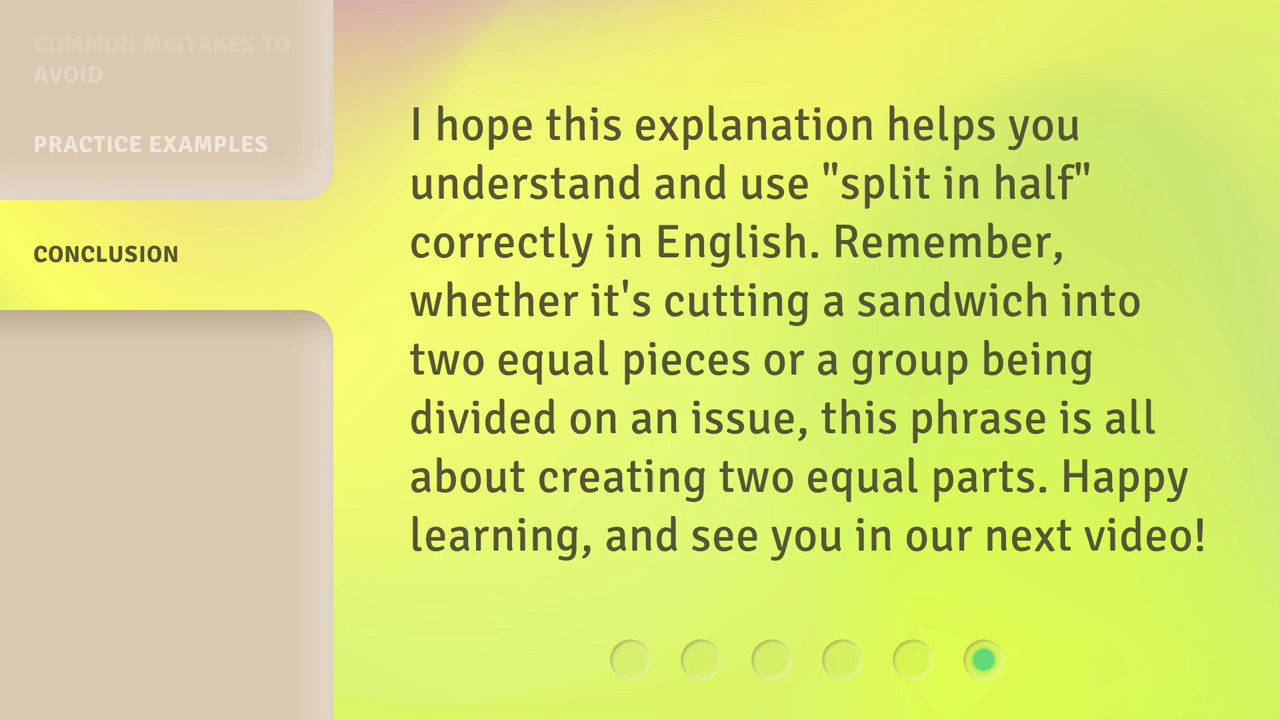 COMMON MISTAKES TO
AVOID
PRACTICE EXAMPLES
CONCLUSION
I hope this explanation helps you
understand and use "split in half"
correctly in English. Remember,
whether it's cutting a sandwich into
two equal pieces or a group being
divided on an issue, this phrase is all
about creating two equal parts. Happy
learning, and see you in our next video!